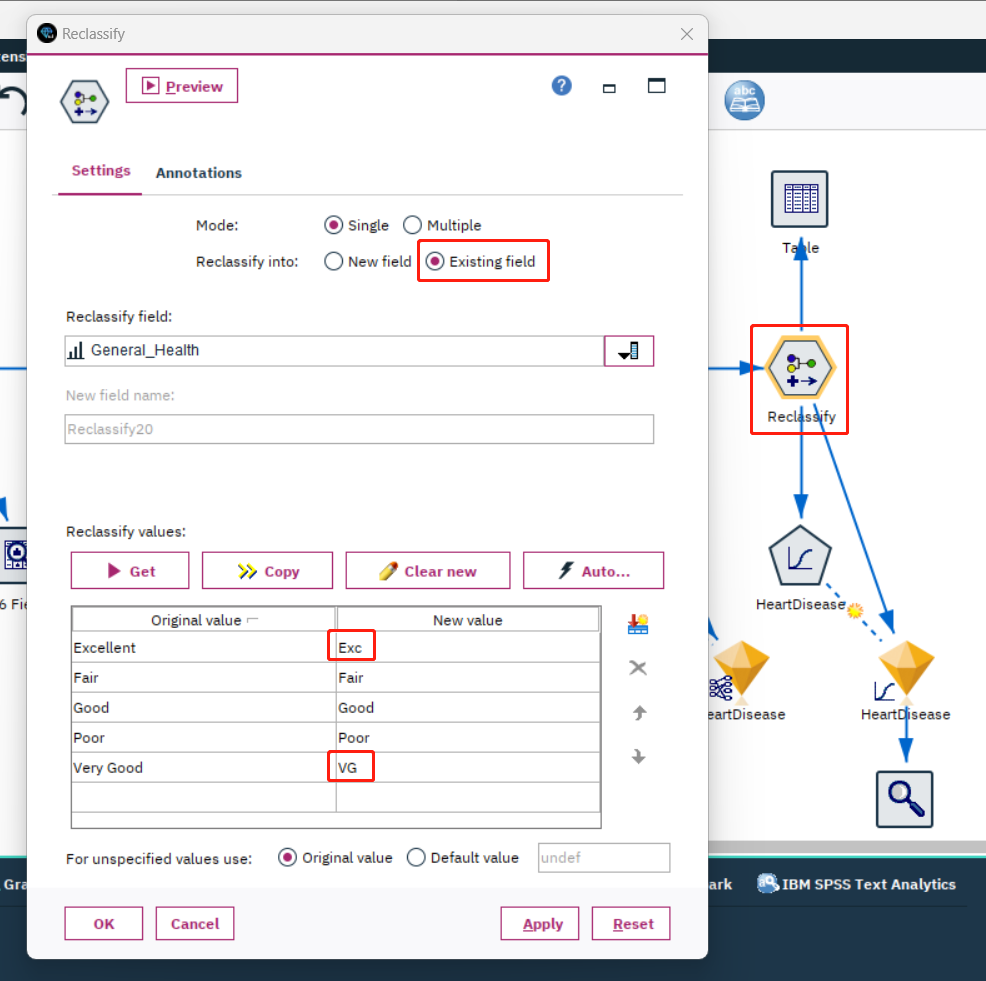 Reclassify
ens
Preview
?
abc
Settings
Annotations
Mode: Single Multiple
Reclassify into: New field Existing field
Table
Reclassify field:
General_Health
New field name:
Reclassify20
Reclassify
Reclassify values:
Get
Copy
Clear new
Auto...
6 Fie
HeartDisease
Original value New value
Excellent Exc
Fair Fair
Good Good
Poor Poor
Very Good VG
eartDisease
HeartDisease
For unspecified values use: Original value Default value undef
Gra
ark
IBM SPSS Text Analytics
OK
Cancel
Apply
Reset